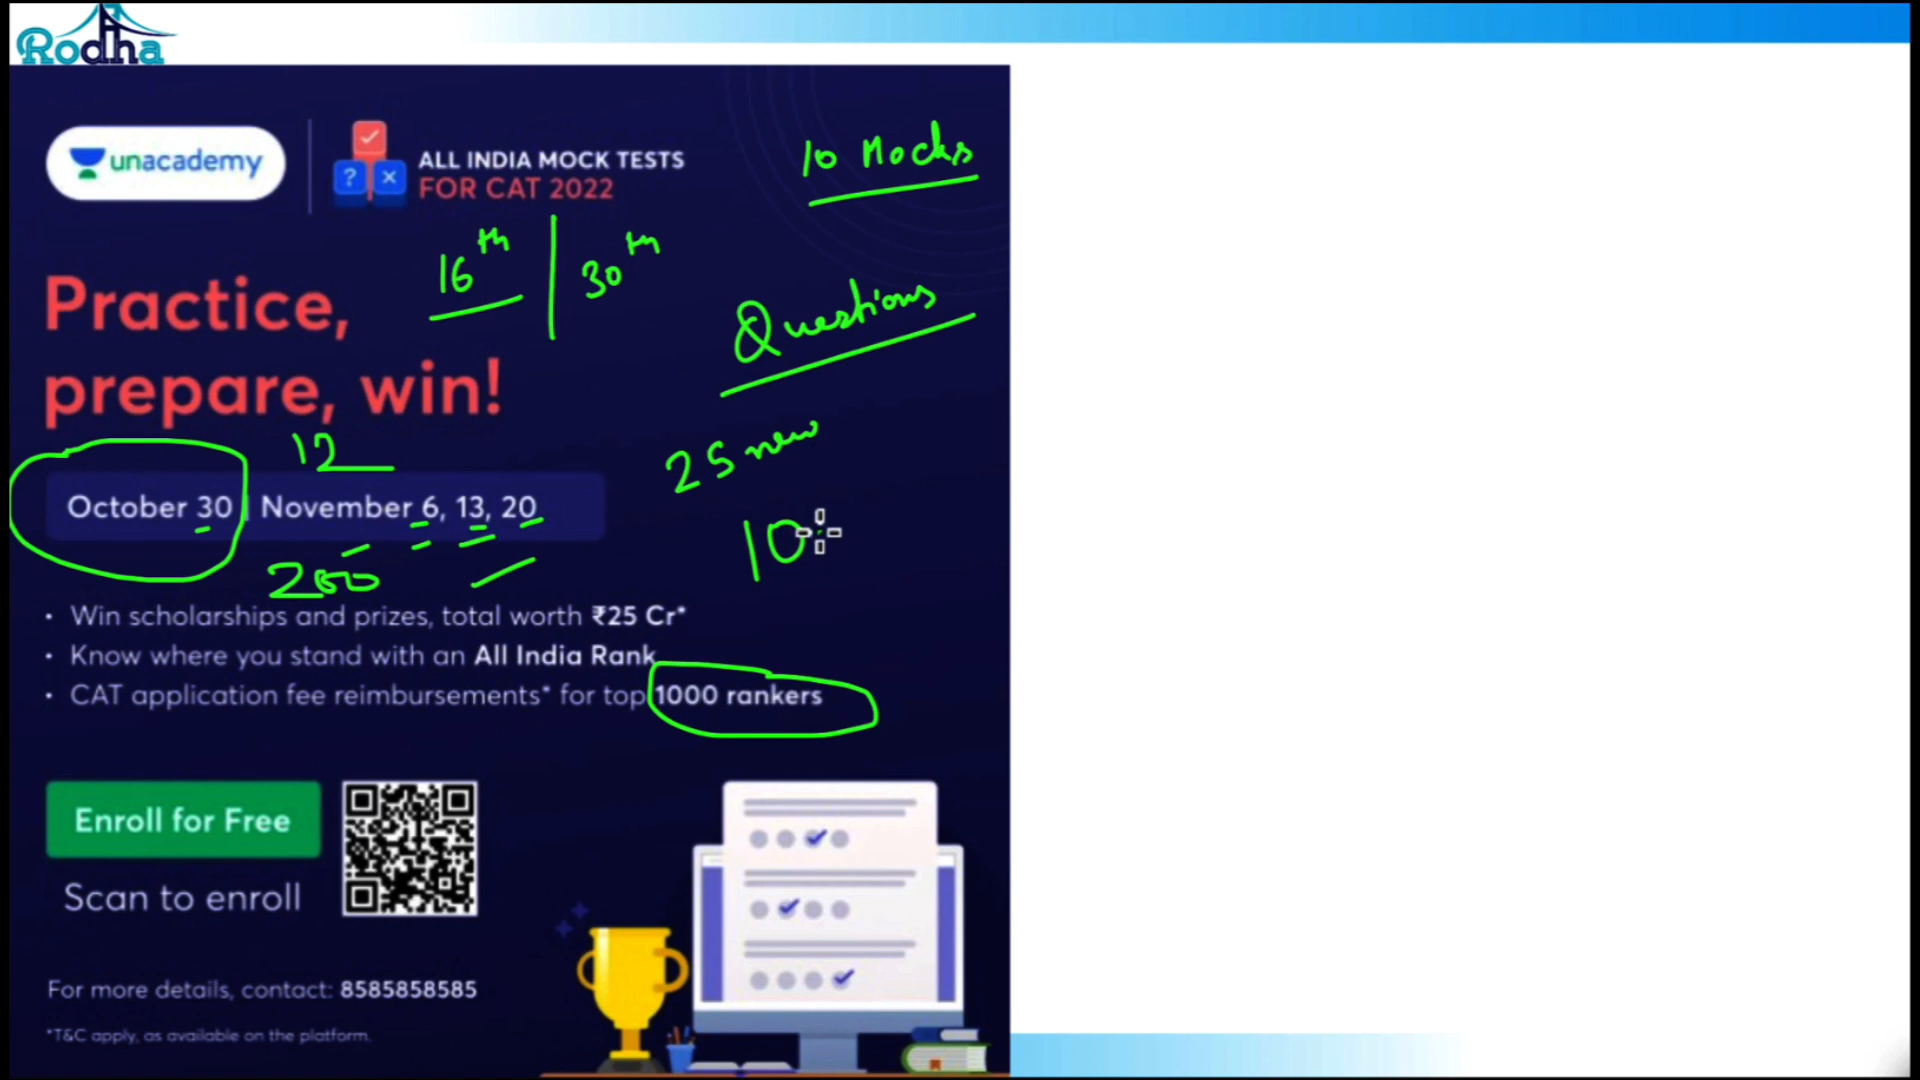 Rodha
unacademy
ALL INDIA MOCK TESTS
FOR CAT 2022
10 Mocks
16th | 30th
Practice,
prepare, win!
Questions
12
25 new
October 30 | November 6, 13, 20
10
200
• Win scholarships and prizes, total worth ₹25 Cr*
• Know where you stand with an All India Rank
• CAT application fee reimbursements* for top 1000 rankers
Enroll for Free
Scan to enroll
For more details, contact: 8585858585
*T&C apply, as available on the platform.